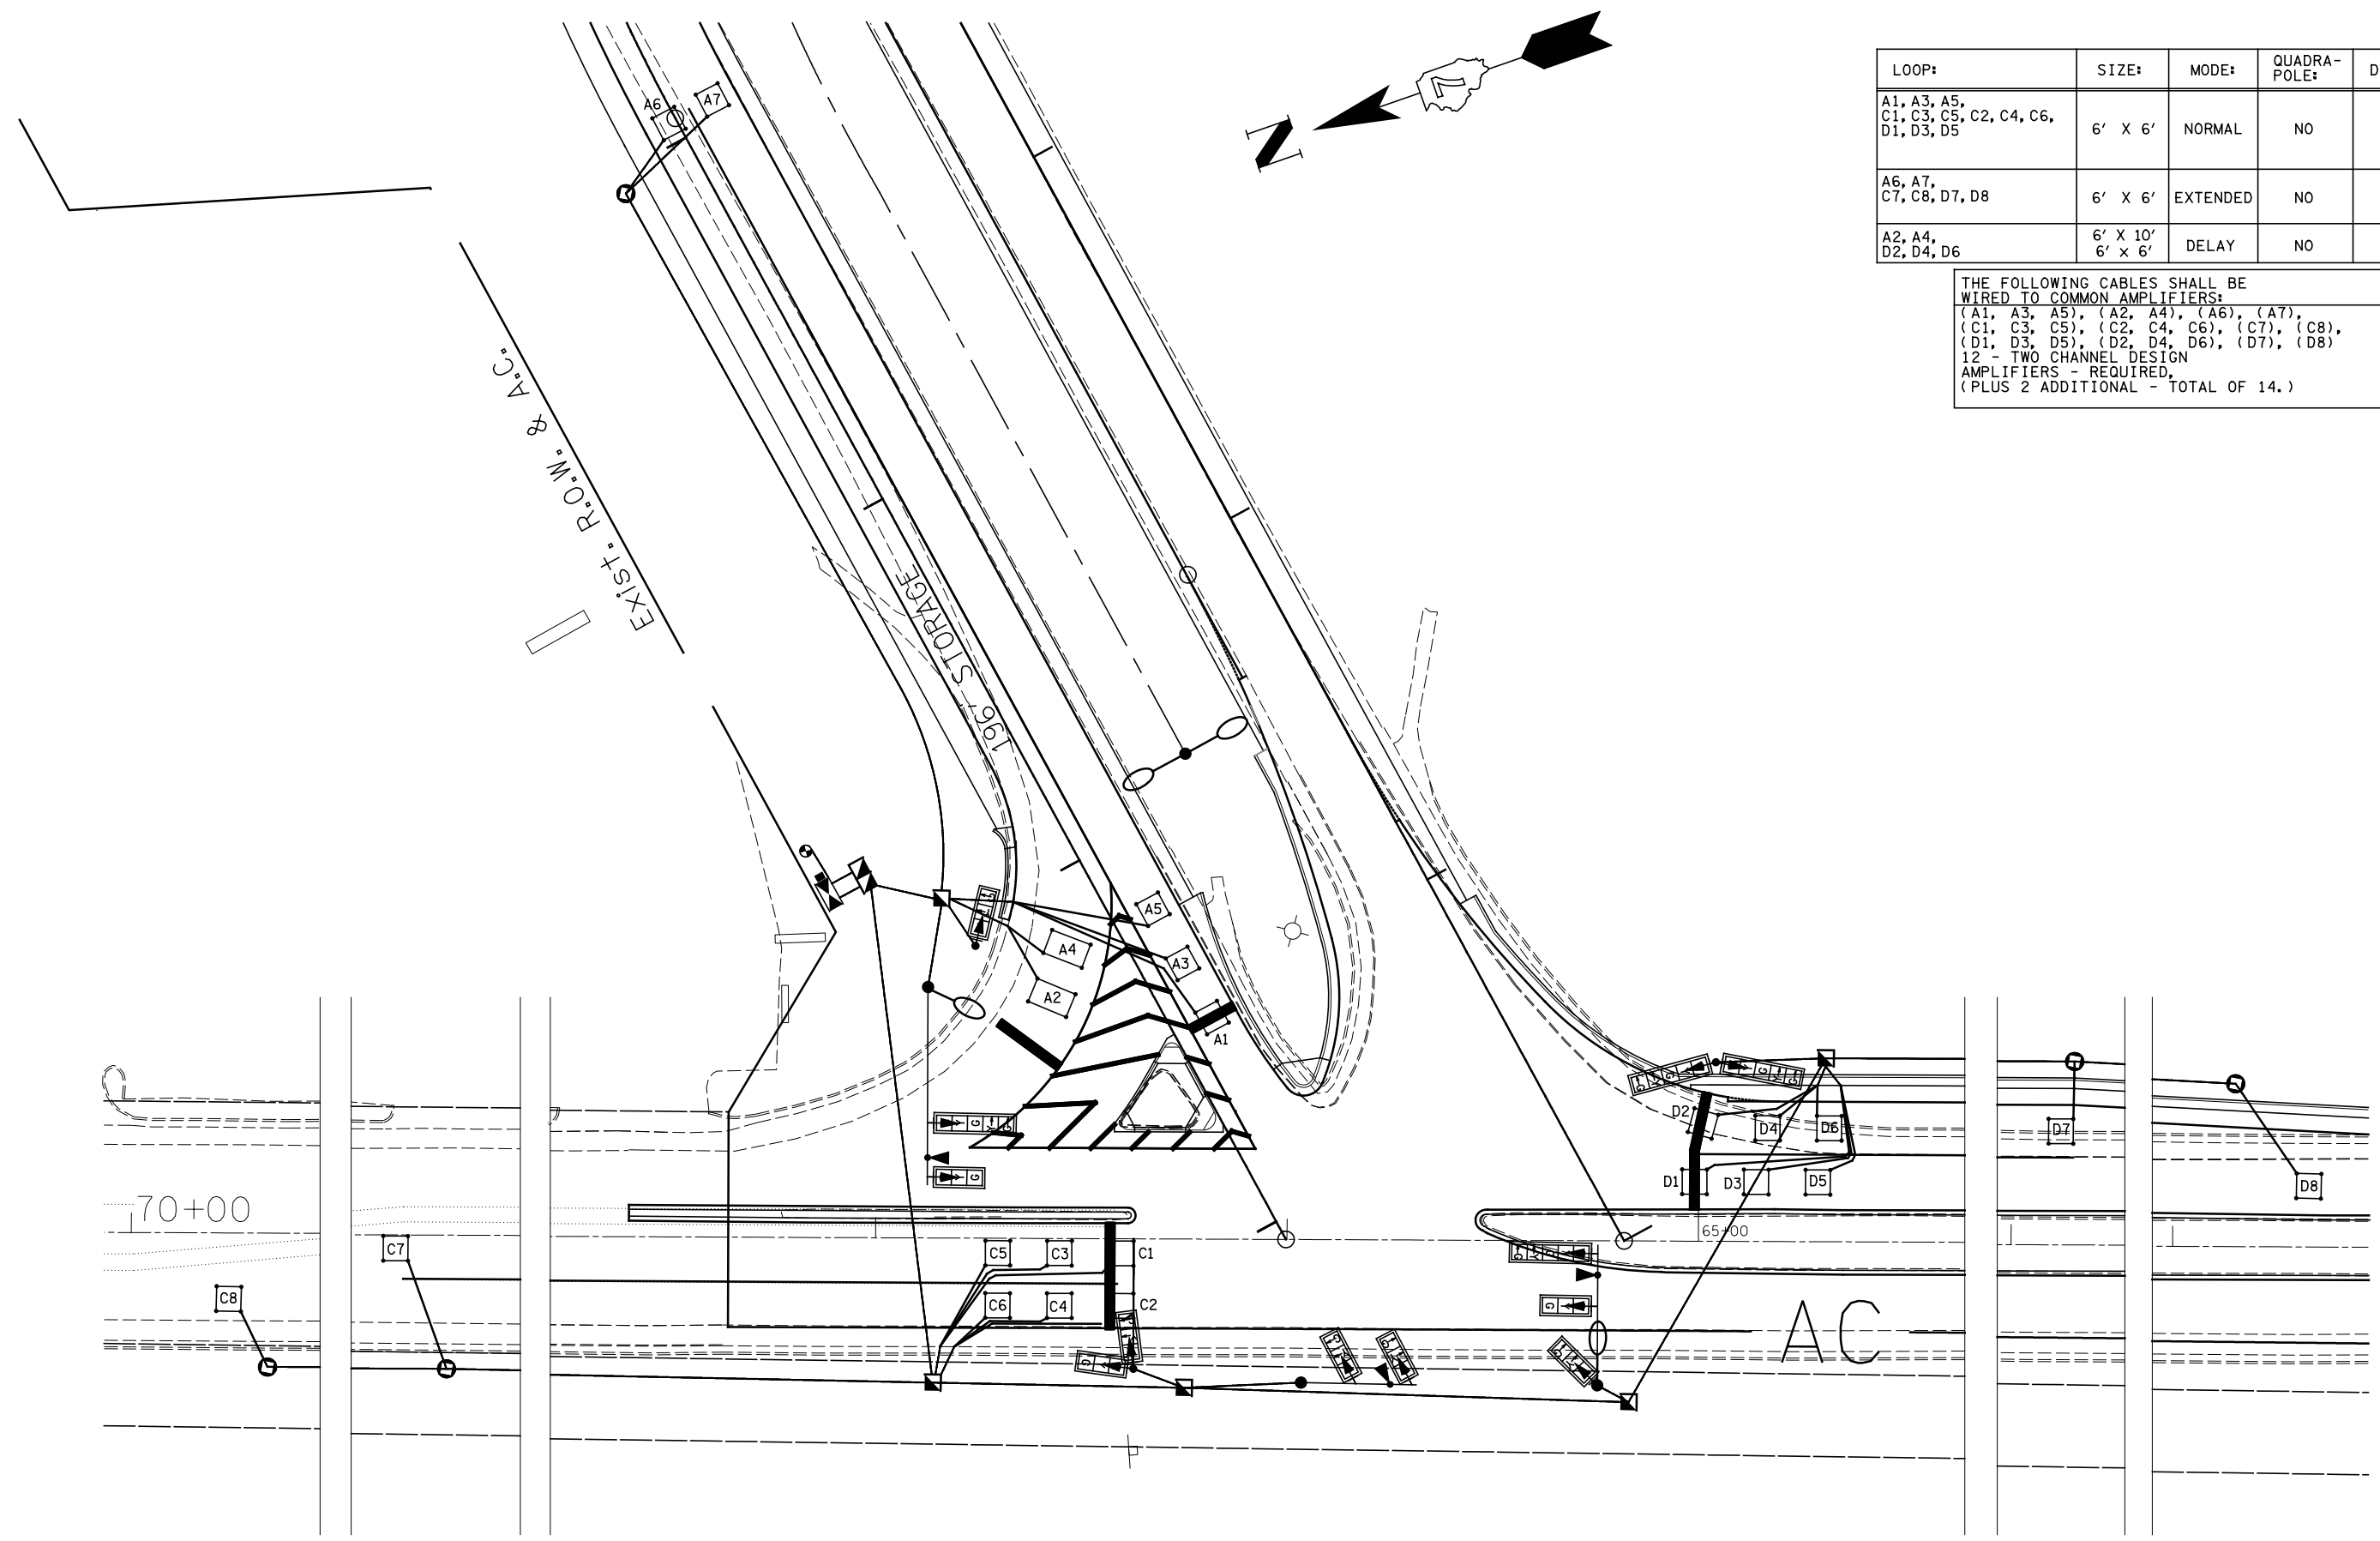 LOOP: SIZE: MODE: QUADRA-
POLE: D
A1, A3, A5,
C1, C3, C5, C2, C4, C6,
D1, D3, D5
6' X 6' NORMAL NO
A6, A7,
C7, C8, D7, D8
6' X 6' EXTENDED NO
A2, A4,
D2, D4, D6
6' X 10'
6' x 6'
DELAY NO
THE FOLLOWING CABLES SHALL BE
WIRED TO COMMON AMPLIFIERS:
(A1, A3, A5), (A2, A4), (A6), (A7),
(C1, C3, C5), (C2, C4, C6), (C7), (C8),
(D1, D3, D5), (D2, D4, D6), (D7), (D8)
12 - TWO CHANNEL DESIGN
AMPLIFIERS - REQUIRED,
(PLUS 2 ADDITIONAL - TOTAL OF 14.)
N
7
A6
A7
Exist. R.O.W. & A.C.
196' STORAGE
A5
A4
A3
A2
A1
D2
D4
D6
D7
D1
D3
D5
D8
70+00
65+00
C7
C8
C5
C3
C1
C6
C4
C2
AC